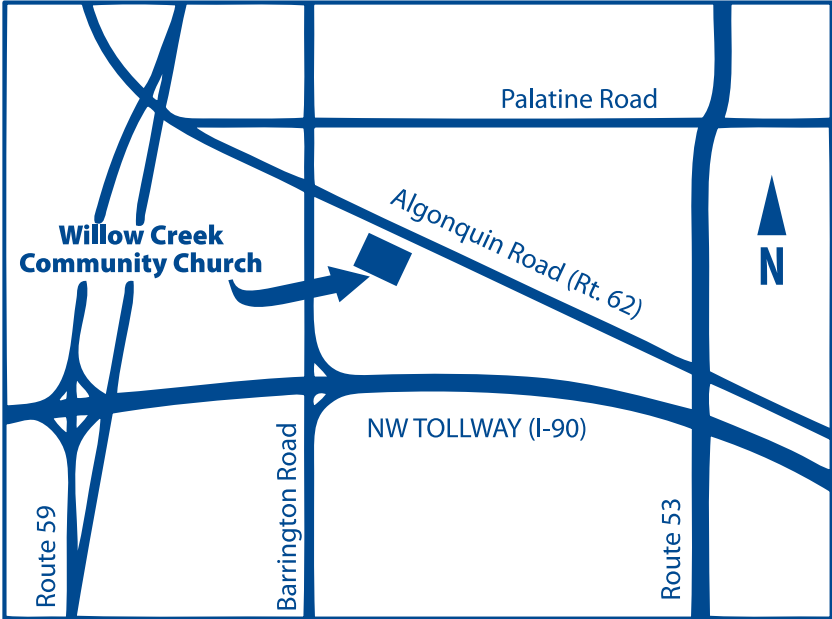 Palatine Road
Algonquin Road (Rt. 62)
Willow Creek
Community Church
N
NW TOLLWAY (I-90)
Route 59
Barrington Road
Route 53